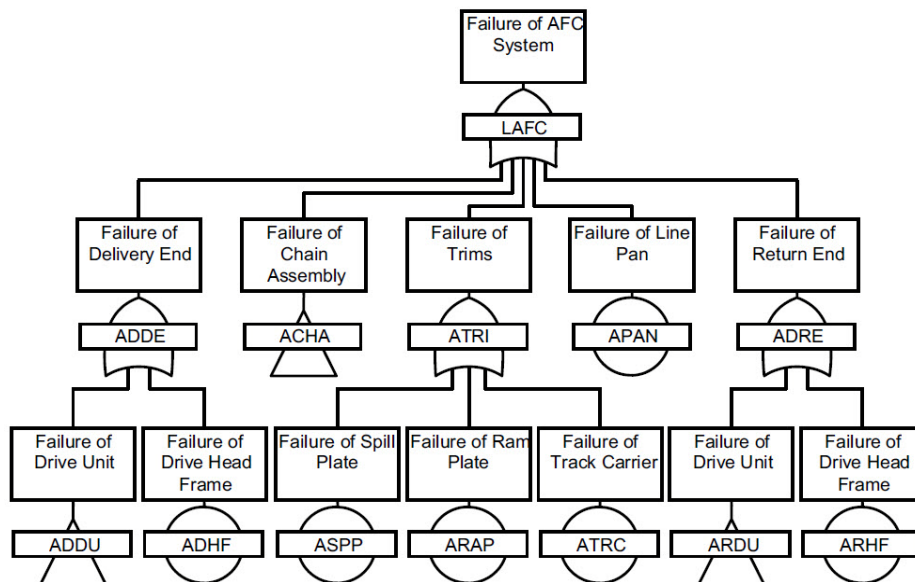 Failure of AFC
System
LAFC
Failure of
Delivery End
Failure of
Chain
Assembly
Failure of
Trims
Failure of Line
Pan
Failure of
Return End
ADDE
ACHA
ATRI
APAN
ADRE
Failure of
Drive Unit
Failure of
Drive Head
Frame
Failure of Spill
Plate
Failure of Ram
Plate
Failure of
Track Carrier
Failure of
Drive Unit
Failure of
Drive Head
Frame
ADDU
ADHF
ASPP
ARAP
ATRC
ARDU
ARHF